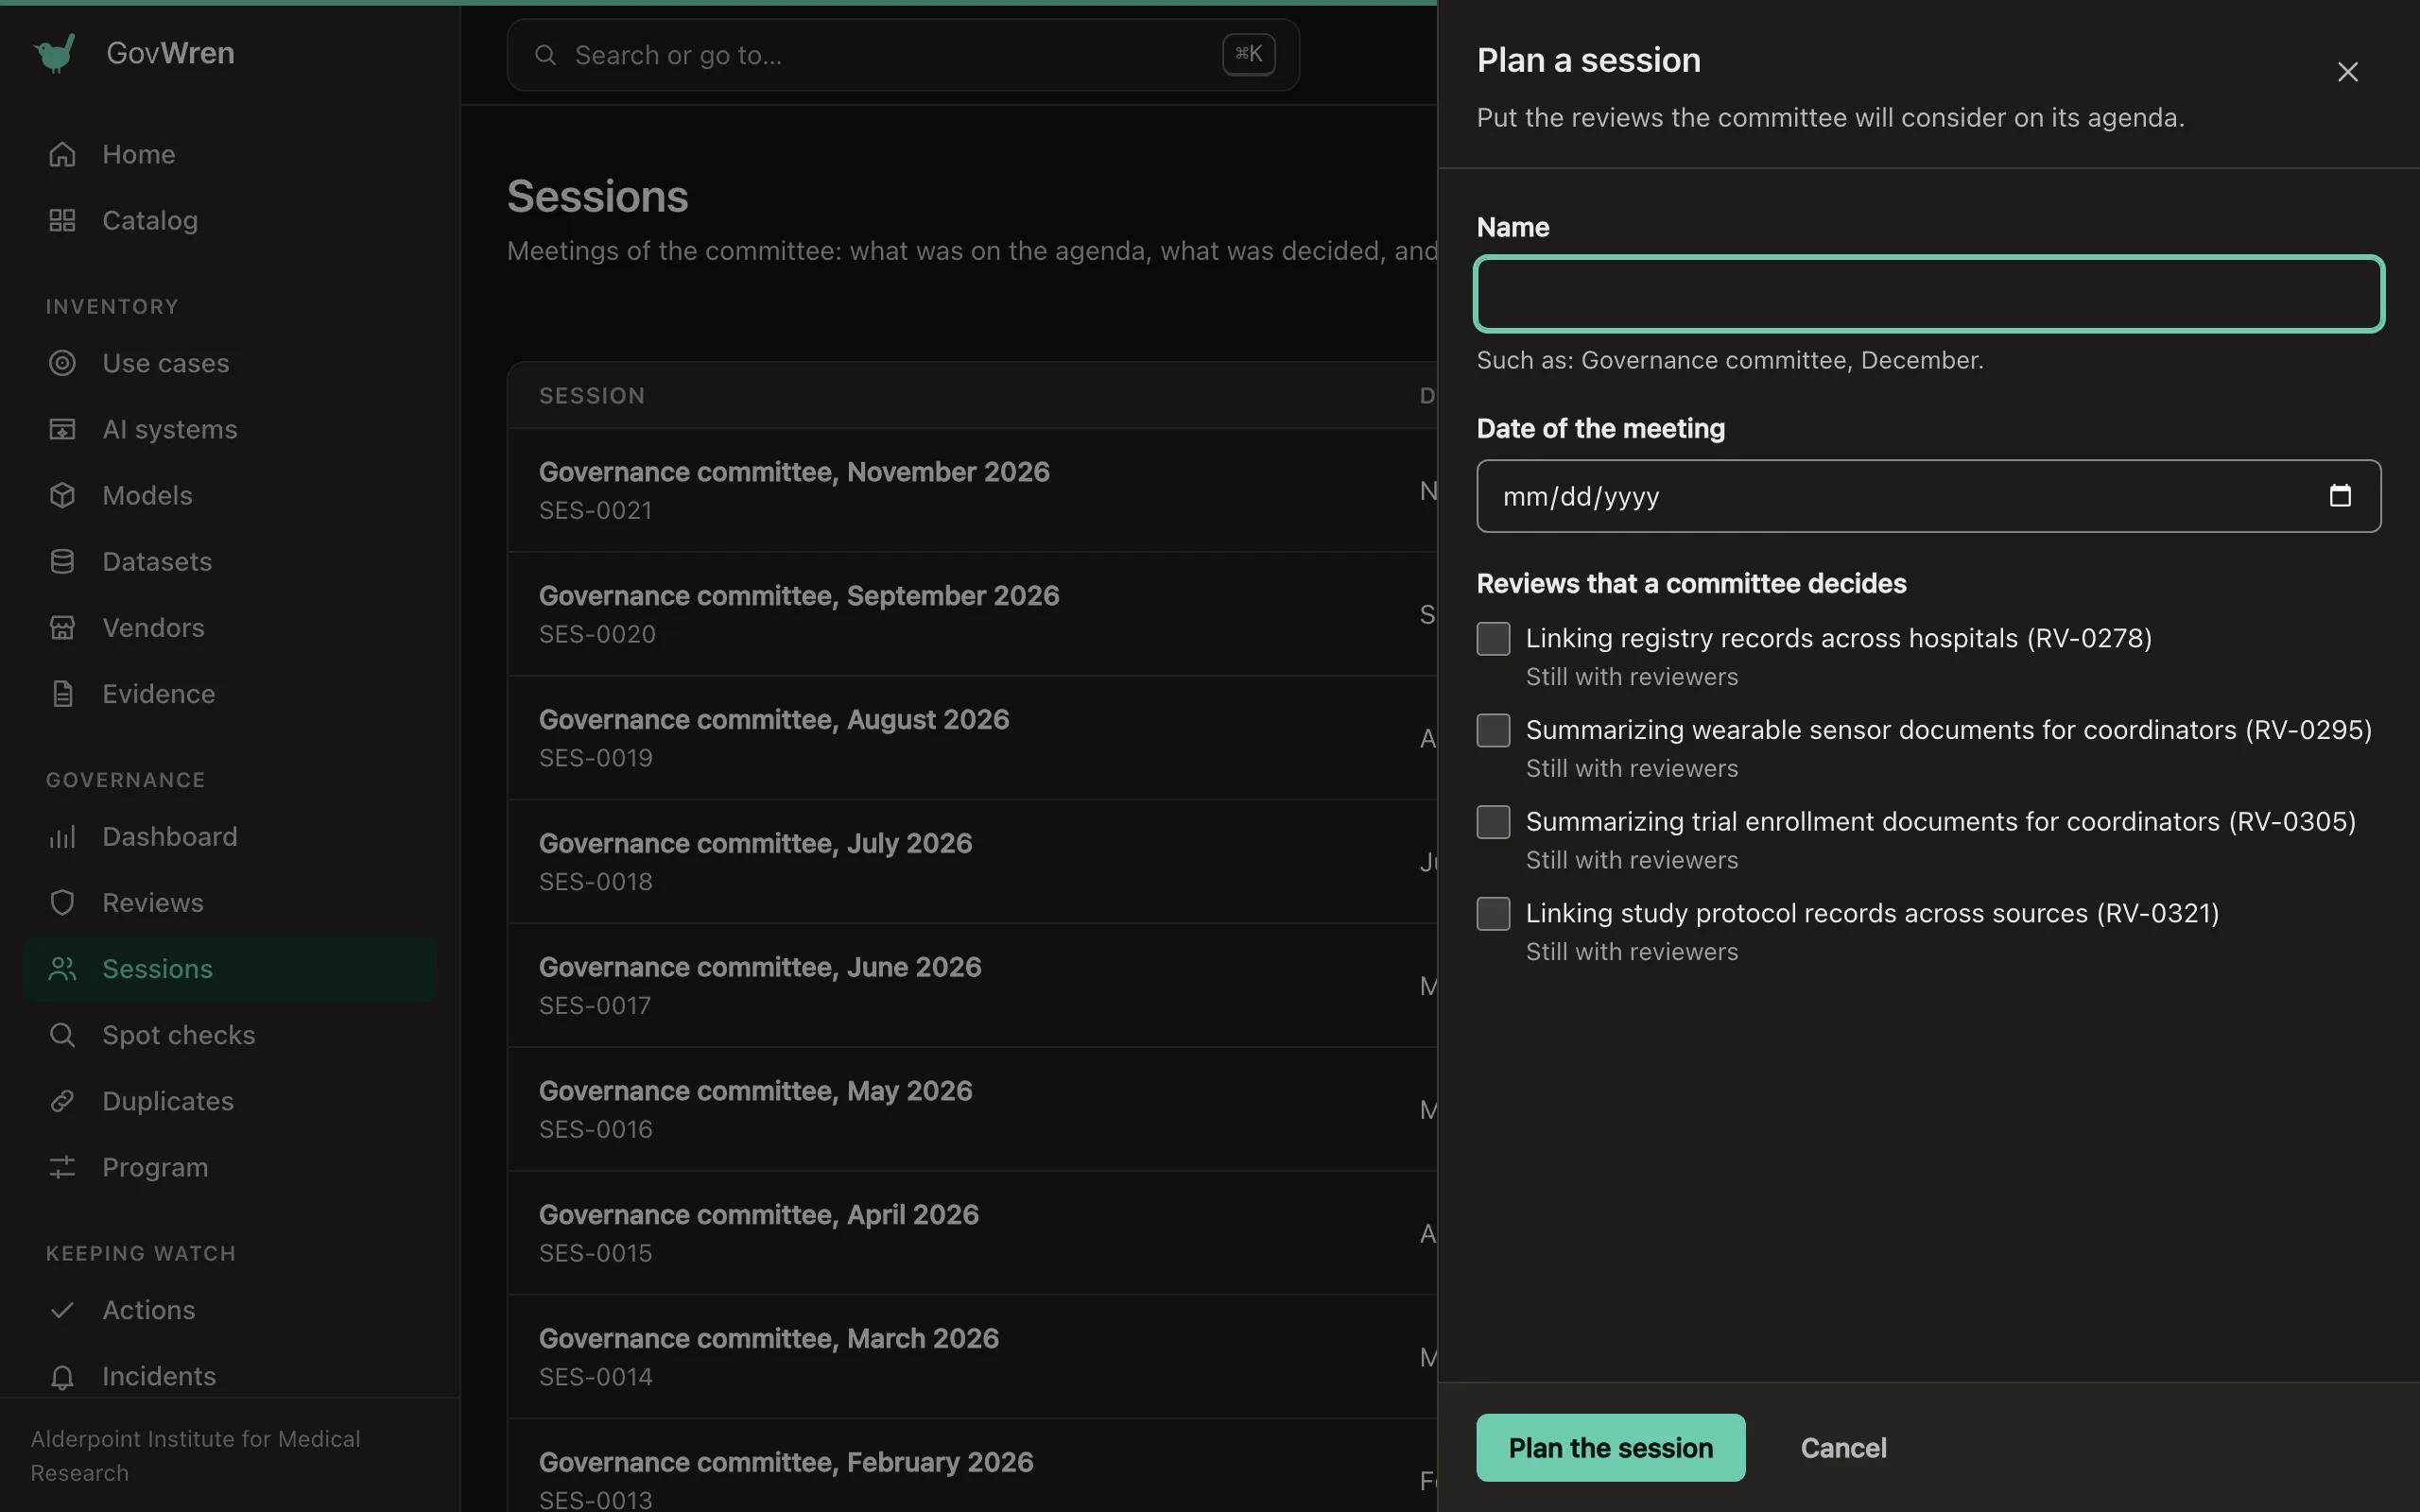 GovWren
Home
Catalog
INVENTORY
Use cases
AI systems
Models
Datasets
Vendors
Evidence
GOVERNANCE
Dashboard
Reviews
Sessions
Spot checks
Duplicates
Program
KEEPING WATCH
Actions
Incidents
Alderpoint Institute for Medical
Research
Search or go to...
⌘K
Sessions
Meetings of the committee: what was on the agenda, what was decided, and
SESSION
Governance committee, November 2026
SES-0021
Governance committee, September 2026
SES-0020
Governance committee, August 2026
SES-0019
Governance committee, July 2026
SES-0018
Governance committee, June 2026
SES-0017
Governance committee, May 2026
SES-0016
Governance committee, April 2026
SES-0015
Governance committee, March 2026
SES-0014
Governance committee, February 2026
SES-0013
Plan a session
Put the reviews the committee will consider on its agenda.
Name
Such as: Governance committee, December.
Date of the meeting
mm/dd/yyyy
Reviews that a committee decides
Linking registry records across hospitals (RV-0278)
Still with reviewers
Summarizing wearable sensor documents for coordinators (RV-0295)
Still with reviewers
Summarizing trial enrollment documents for coordinators (RV-0305)
Still with reviewers
Linking study protocol records across sources (RV-0321)
Still with reviewers
Plan the session
Cancel